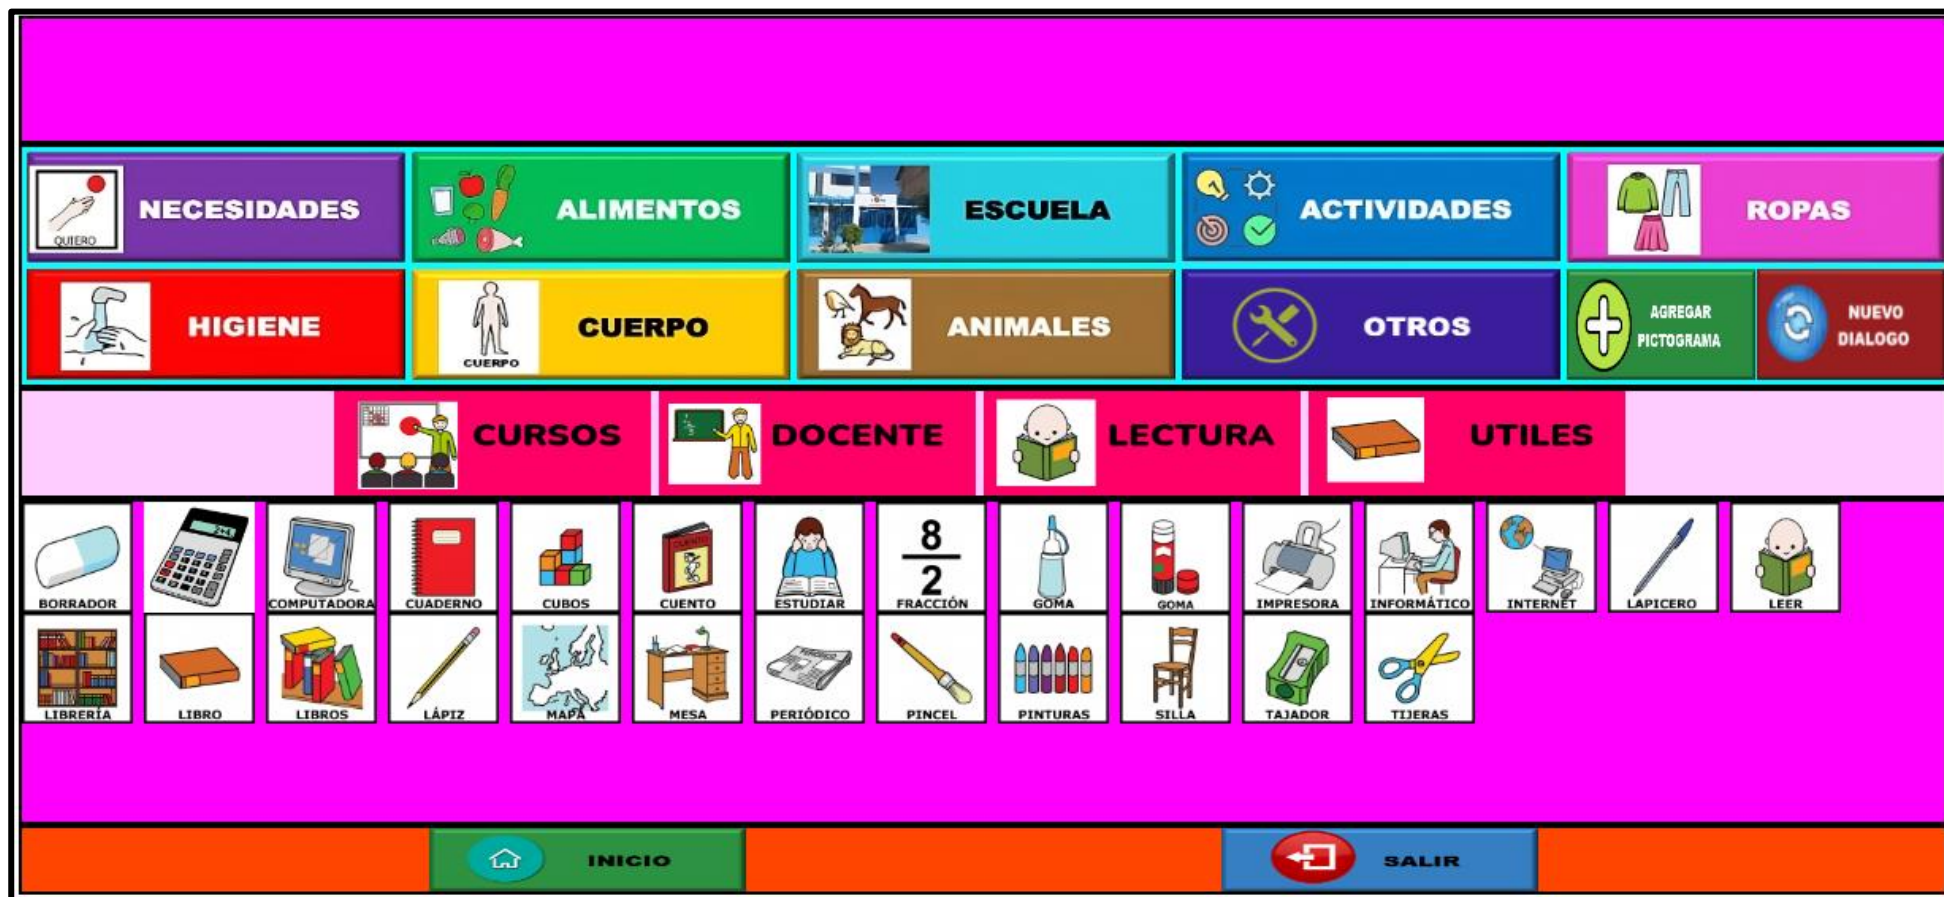 QUIERO
NECESIDADES
ALIMENTOS
ESCUELA
ACTIVIDADES
ROPAS
HIGIENE
CUERPO
CUERPO
ANIMALES
OTROS
AGREGAR
PICTOGRAMA
NUEVO
DIALOGO
CURSOS
DOCENTE
LECTURA
UTILES
BORRADOR
COMPUTADORA
CUADERNO
CUBOS
CUENTO
CUENTO
ESTUDIAR
8
2
FRACCIÓN
GOMA
GOMA
IMPRESORA
INFORMÁTICO
INTERNET
LAPICERO
LEER
LIBRERÍA
LIBRO
LIBROS
LÁPIZ
MAPA
MESA
PERIÓDICO
PINCEL
PINTURAS
SILLA
TAJADOR
TIJERAS
INICIO
SALIR